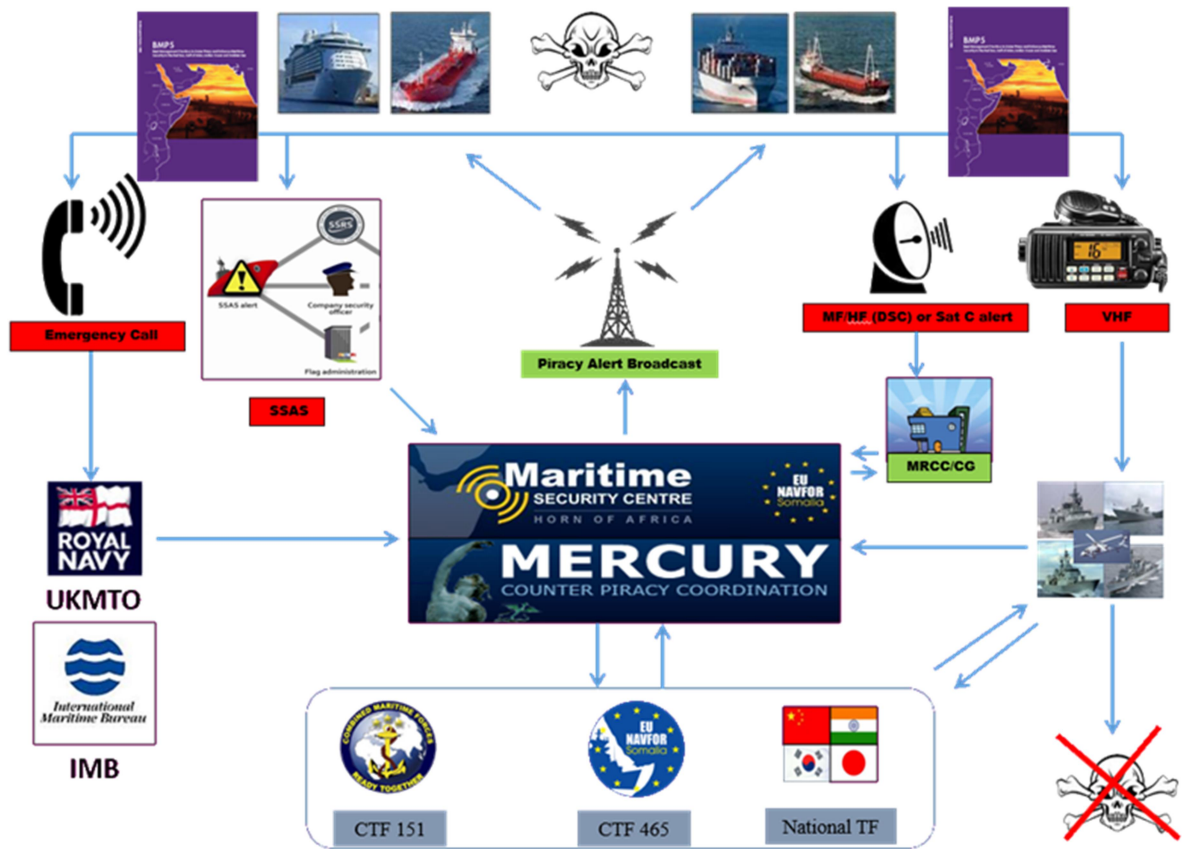 BMP5
BMP5
SSRS
SSAS alert
Company security
officer
Flag administration
16
Emergency Call
SSAS
Piracy Alert Broadcast
MF/HF (DSC) or Sat C alert
VHF
MRCC/CG
Maritime
SECURITY CENTRE
HORN OF AFRICA
EU
NAVFOR
Somalia
MERCURY
COUNTER PIRACY COORDINATION
ROYAL
NAVY
UKMTO
International
Maritime Bureau
IMB
COMBINED MARITIME FORCES
READY TOGETHER
CTF 151
EU
NAVFOR
Somalia
CTF 465
National TF